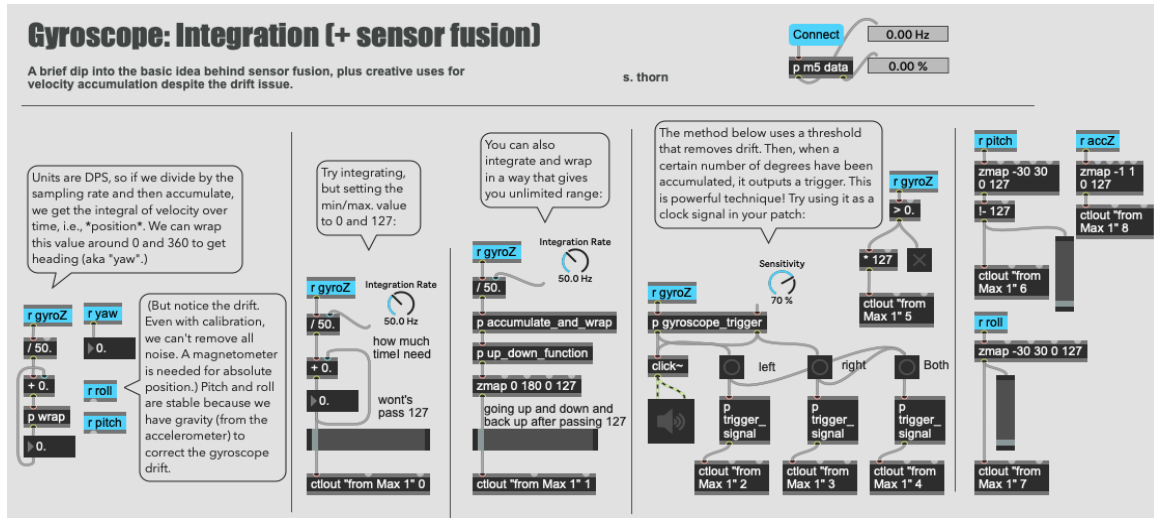 Gyroscope: Integration (+ sensor fusion)
A brief dip into the basic idea behind sensor fusion, plus creative uses for
velocity accumulation despite the drift issue.
s. thorn
Connect
0.00 Hz
p m5 data
0.00 %
Units are DPS, so if we divide by the
sampling rate and then accumulate,
we get the integral of velocity over
time, i.e., *position*. We can wrap
this value around 0 and 360 to get
heading (aka "yaw".)
r gyroZ
/ 50.
+ 0.
p wrap
0.
r yaw
0.
r roll
r pitch
(But notice the drift.
Even with calibration,
we can't remove all
noise. A magnetometer
is needed for absolute
position.) Pitch and roll
are stable because we
have gravity (from the
accelerometer) to
correct the gyroscope
drift.
Try integrating,
but setting the
min/max. value
to 0 and 127:
r gyroZ
Integration Rate
50.0 Hz
/ 50.
how much
timeI need
+ 0.
0.
wont's
pass 127
ctlout "from Max 1" 0
You can also
integrate and wrap
in a way that gives
you unlimited range:
r gyroZ
Integration Rate
50.0 Hz
/ 50.
p accumulate_and_wrap
p up_down_function
zmap 0 180 0 127
going up and down and
back up after passing 127
ctlout "from Max 1" 1
The method below uses a threshold
that removes drift. Then, when a
certain number of degrees have been
accumulated, it outputs a trigger. This
is powerful technique! Try using it as a
clock signal in your patch:
r gyroZ
> 0.
* 127
ctlout "from
Max 1" 5
Sensitivity
70 %
r gyroZ
p gyroscope_trigger
click~
left
right
Both
p
trigger_
signal
p
trigger_
signal
p
trigger_
signal
ctlout "from
Max 1" 2
ctlout "from
Max 1" 3
ctlout "from
Max 1" 4
r pitch
zmap -30 30
0 127
!- 127
ctlout "from
Max 1" 6
r accZ
zmap -1 1
0 127
ctlout "from
Max 1" 8
r roll
zmap -30 30 0 127
ctlout "from
Max 1" 7